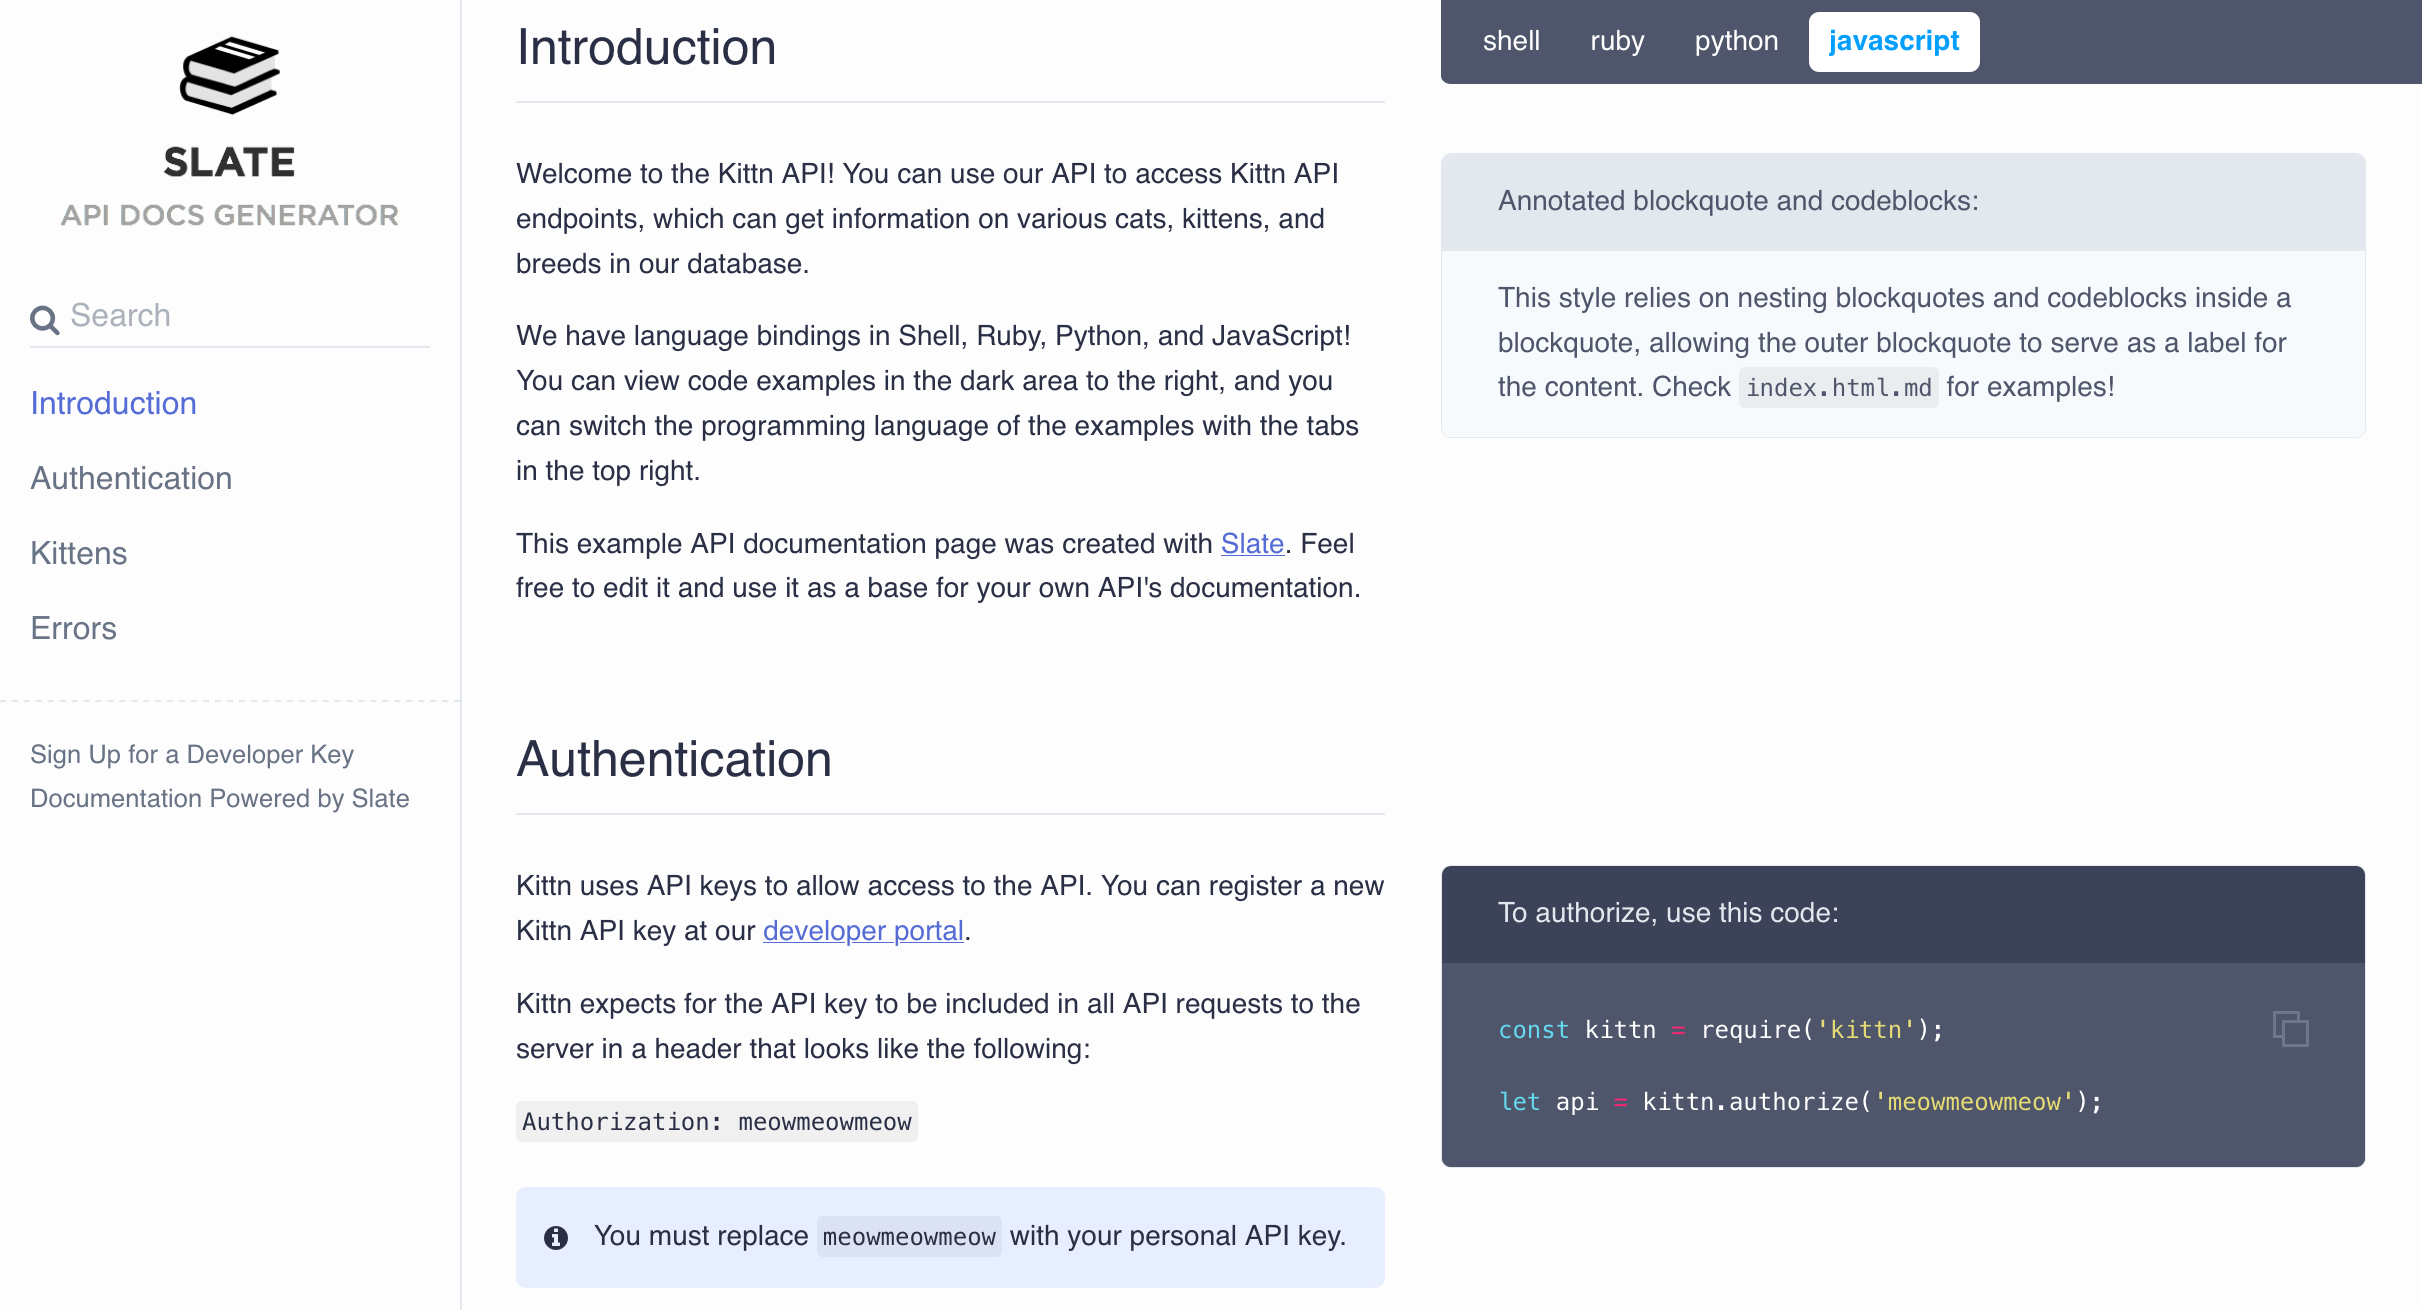 SLATE
API DOCS GENERATOR
Search
Introduction
Authentication
Kittens
Errors
Sign Up for a Developer Key
Documentation Powered by Slate
Introduction
Welcome to the Kittn API! You can use our API to access Kittn API
endpoints, which can get information on various cats, kittens, and
breeds in our database.
We have language bindings in Shell, Ruby, Python, and JavaScript!
You can view code examples in the dark area to the right, and you
can switch the programming language of the examples with the tabs
in the top right.
This example API documentation page was created with Slate. Feel
free to edit it and use it as a base for your own API's documentation.
Authentication
Kittn uses API keys to allow access to the API. You can register a new
Kittn API key at our developer portal.
Kittn expects for the API key to be included in all API requests to the
server in a header that looks like the following:
Authorization: meowmeowmeow
You must replace meowmeowmeow with your personal API key.
shell ruby python javascript
Annotated blockquote and codeblocks:
This style relies on nesting blockquotes and codeblocks inside a
blockquote, allowing the outer blockquote to serve as a label for
the content. Check index.html.md for examples!
To authorize, use this code:
const kittn = require('kittn');
let api = kittn.authorize('meowmeowmeow');